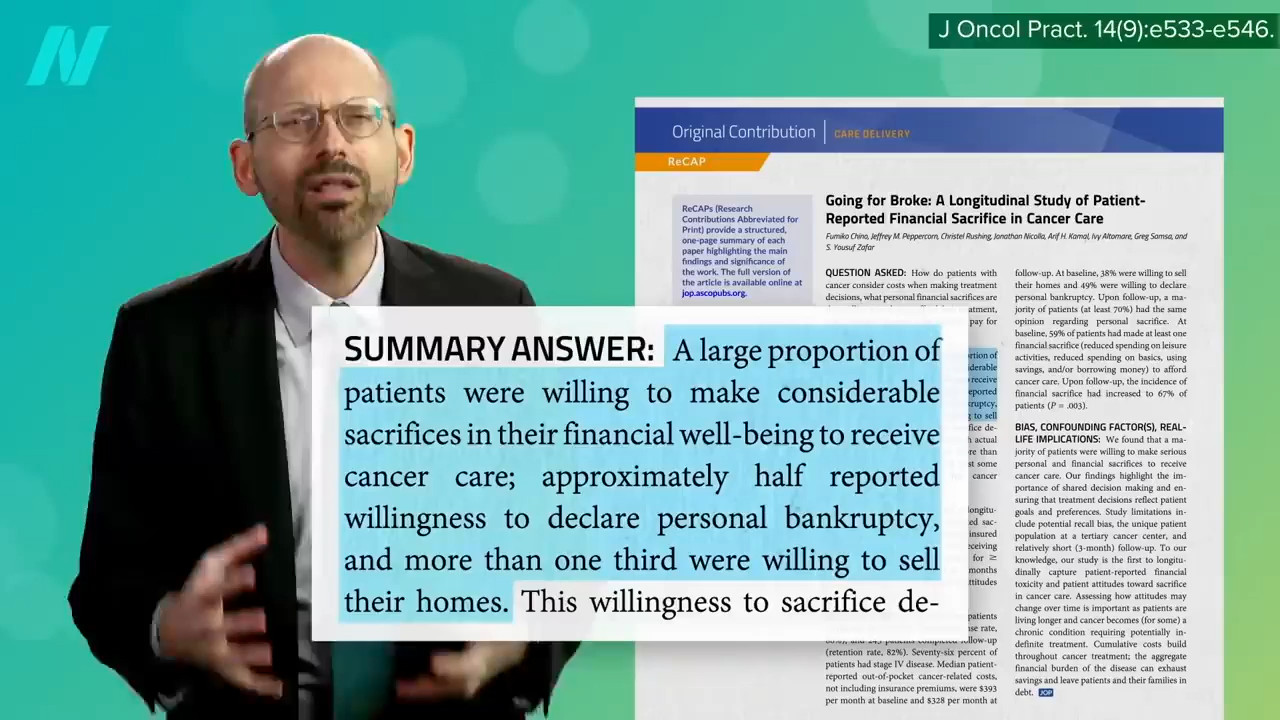 N
J Oncol Pract. 14(9):e533-e546.
Original Contribution | CARE DELIVERY
ReCAP
ReCAPs (Research
Contributions Abbreviated for
Print) provide a structured,
one-page summary of each
paper highlighting the main
findings and significance of
the work. The full version of
the article is available online at
jop.ascopubs.org.
Going for Broke: A Longitudinal Study of Patient-
Reported Financial Sacrifice in Cancer Care
Fumiko Chino, Jeffrey M. Peppercorn, Christel Rushing, Jonathan Nicolla, Arif H. Kamal, Ivy Altomare, Greg Samsa, and
S. Yousuf Zafar
QUESTION ASKED: How do patients with
cancer consider costs when making treatment
decisions, what personal financial sacrifices are
SUMMARY ANSWER: A large proportion of
patients were willing to make considerable
sacrifices in their financial well-being to receive
cancer care; approximately half reported
willingness to declare personal bankruptcy,
and more than one third were willing to sell
their homes. This willingness to sacrifice de-
(retention rate, 82%). Seventy-six percent of
patients had stage IV disease. Median patient-
reported out-of-pocket cancer-related costs,
not including insurance premiums, were $393
per month at baseline and $328 per month at
follow-up. At baseline, 38% were willing to sell
their homes and 49% were willing to declare
personal bankruptcy. Upon follow-up, a ma-
jority of patients (at least 70%) had the same
opinion regarding personal sacrifice. At
baseline, 59% of patients had made at least one
financial sacrifice (reduced spending on leisure
activities, reduced spending on basics, using
savings, and/or borrowing money) to afford
cancer care. Upon follow-up, the incidence of
financial sacrifice had increased to 67% of
patients (P = .003).
BIAS, CONFOUNDING FACTOR(S), REAL-
LIFE IMPLICATIONS: We found that a ma-
jority of patients were willing to make serious
personal and financial sacrifices to receive
cancer care. Our findings highlight the im-
portance of shared decision making and en-
suring that treatment decisions reflect patient
goals and preferences. Study limitations in-
clude potential recall bias, the unique patient
population at a tertiary cancer center, and
relatively short (3-month) follow-up. To our
knowledge, our study is the first to longitu-
dinally capture patient-reported financial
toxicity and patient attitudes toward sacrifice
in cancer care. Assessing how attitudes may
change over time is important as patients are
living longer and cancer becomes (for some) a
chronic condition requiring potentially in-
definite treatment. Cumulative costs build
throughout cancer treatment; the aggregate
financial burden of the disease can exhaust
savings and leave patients and their families in
debt. JOP